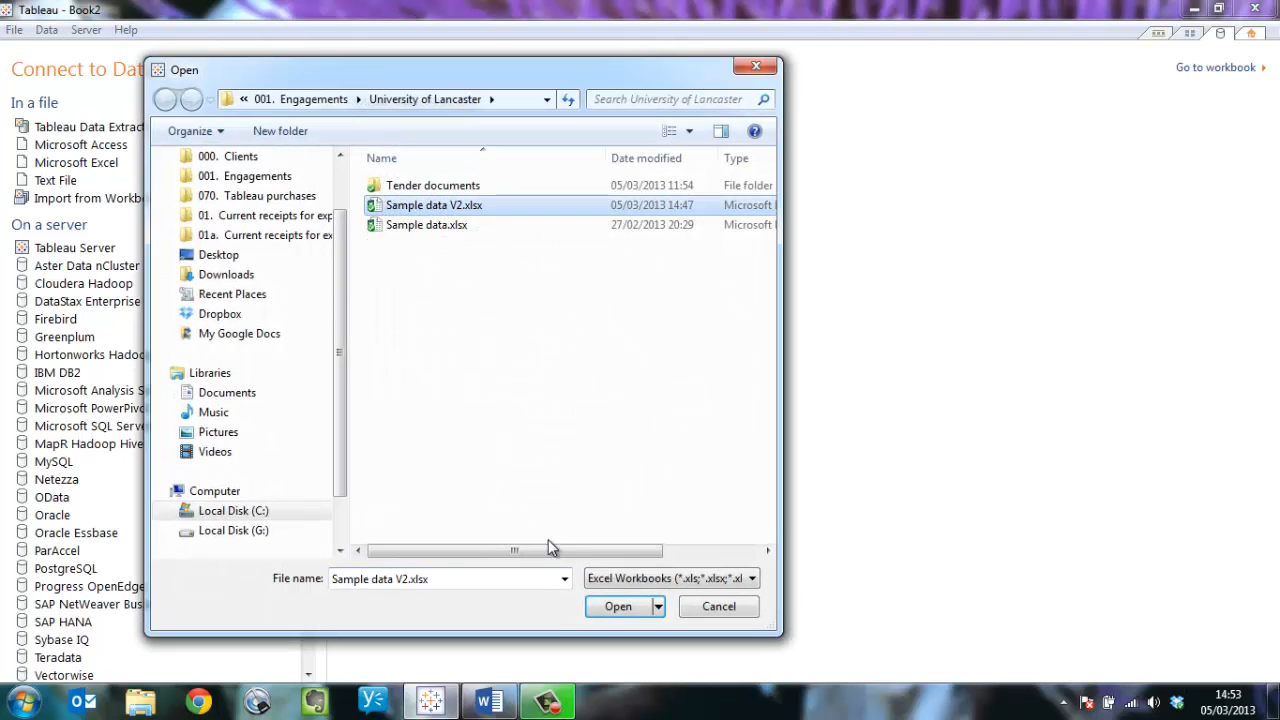 Tableau - Book2
File Data Server Help
Connect to Dat
Go to workbook
In a file
Tableau Data Extract
Microsoft Access
Microsoft Excel
Text File
Import from Workb
On a server
Tableau Server
Aster Data nCluster
Cloudera Hadoop
DataStax Enterprise
Firebird
Greenplum
Hortonworks Hadoo
IBM DB2
Microsoft Analysis S
Microsoft PowerPivo
Microsoft SQL Serve
MapR Hadoop Hive
MySQL
Netezza
OData
Oracle
Oracle Essbase
ParAccel
PostgreSQL
Progress OpenEdge
SAP NetWeaver Bus
SAP HANA
Sybase IQ
Teradata
Vectorwise
Open
« 001. Engagements University of Lancaster
Search University of Lancaster
Organize New folder
000. Clients
001. Engagements
070. Tableau purchases
01. Current receipts for exp
01a. Current receipts for ex
Desktop
Downloads
Recent Places
Dropbox
My Google Docs
Libraries
Documents
Music
Pictures
Videos
Computer
Local Disk (C:)
Local Disk (G:)
Name Date modified Type
Tender documents 05/03/2013 11:54 File folder
Sample data V2.xlsx 05/03/2013 14:47 Microsoft
Sample data.xlsx 27/02/2013 20:29 Microsoft
File name: Sample data V2.xlsx Excel Workbooks (*.xls;*.xlsx;*.xl
Open Cancel
14:53
05/03/2013